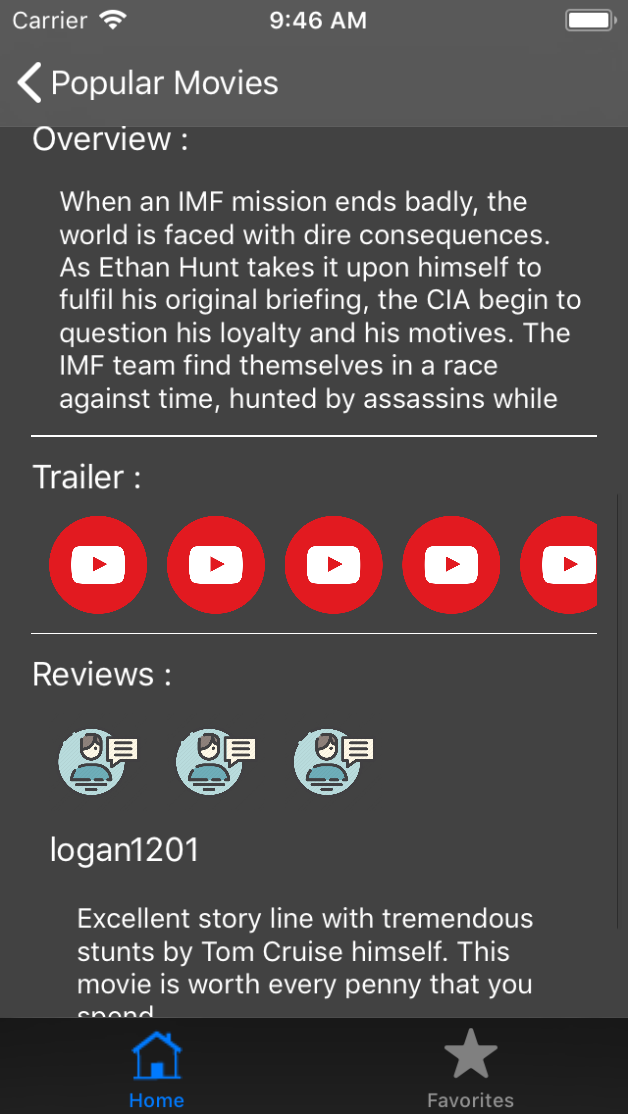 Carrier 9:46 AM
Popular Movies
Overview :
When an IMF mission ends badly, the
world is faced with dire consequences.
As Ethan Hunt takes it upon himself to
fulfil his original briefing, the CIA begin to
question his loyalty and his motives. The
IMF team find themselves in a race
against time, hunted by assassins while
Trailer :
Reviews :
logan1201
Excellent story line with tremendous
stunts by Tom Cruise himself. This
movie is worth every penny that you
spend
Home Favorites